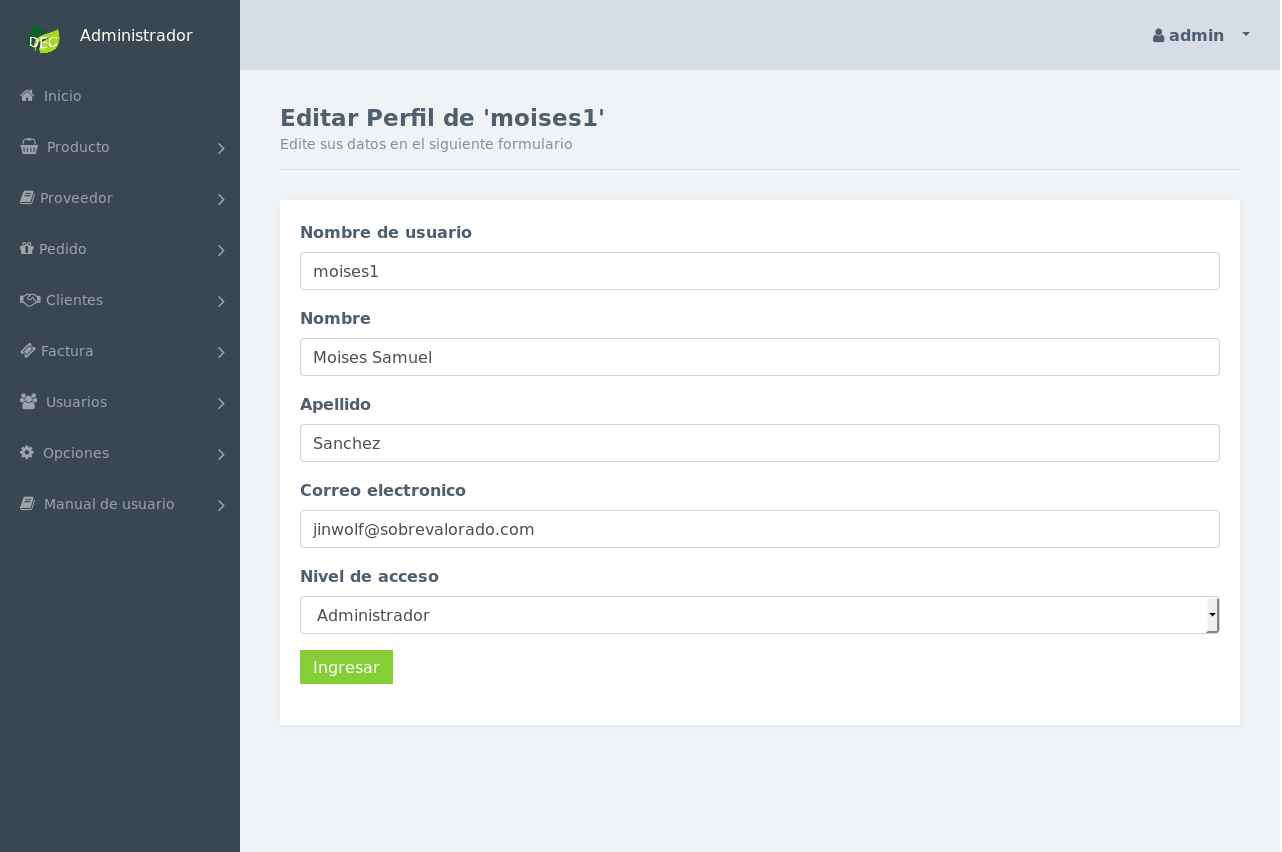 DEC Administrador
admin
Inicio
Producto
Proveedor
Pedido
Clientes
Factura
Usuarios
Opciones
Manual de usuario
Editar Perfil de 'moises1'
Edite sus datos en el siguiente formulario
Nombre de usuario
moises1
Nombre
Moises Samuel
Apellido
Sanchez
Correo electronico
jinwolf@sobrevalorado.com
Nivel de acceso
Administrador
Ingresar